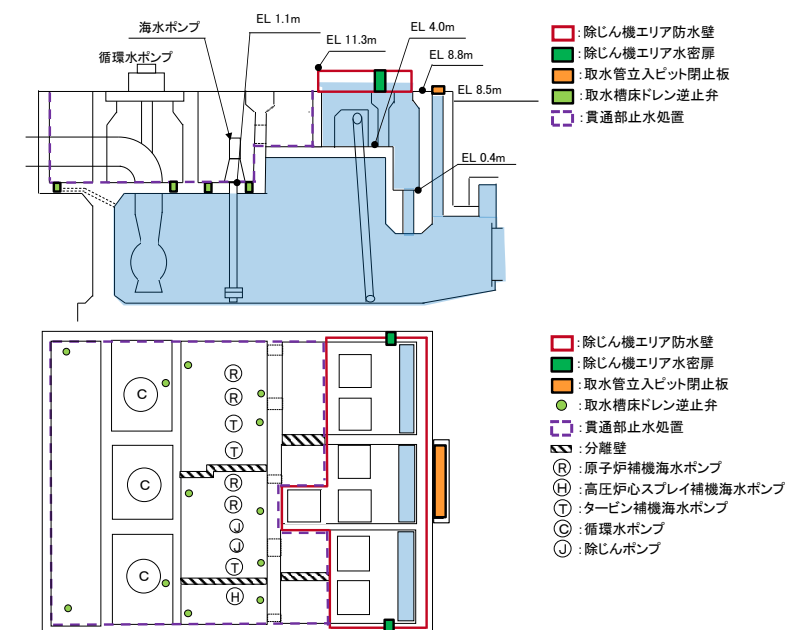 EL 1.1m
海水ポンプ
EL 4.0m
EL 11.3m
循環水ポンプ
EL 8.8m
EL 8.5m
EL 0.4m
:除じん機エリア防水壁
:除じん機エリア水密扉
:取水管立入ピット閉止板
:取水槽床ドレン逆止弁
:貫通部止水処置
R
R
C
T
T
R
C
R
J
J
C
T
H
:除じん機エリア防水壁
:除じん機エリア水密扉
:取水管立入ピット閉止板
:取水槽床ドレン逆止弁
:貫通部止水処置
:分離壁
R :原子炉補機海水ポンプ
H :高圧炉心スプレイ補機海水ポンプ
T :タービン補機海水ポンプ
C :循環水ポンプ
J :除じんポンプ